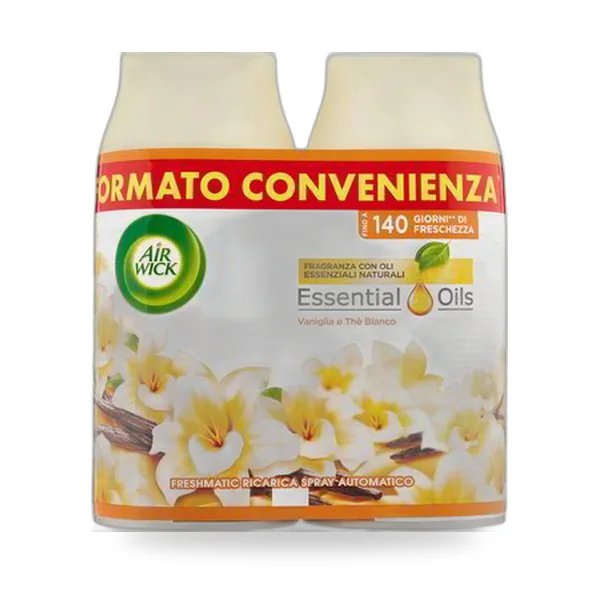 FORMATO CONVENIENZA
FINO A 140 GIORNI** DI
FRESCHEZZA
AIR
WICK
FRAGRANZA CON OLI
ESSENZIALI NATURALI
Essential Oils
Vaniglia e Thè Bianco
FRESHMATIC RICARICA SPRAY AUTOMATICO